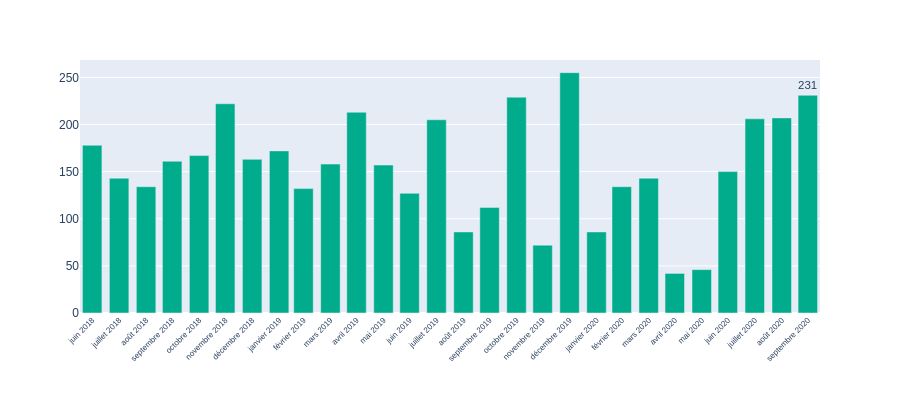 250
200
150
100
50
0
231
juin 2018
juillet 2018
août 2018
septembre 2018
octobre 2018
novembre 2018
décembre 2018
janvier 2019
février 2019
mars 2019
avril 2019
mai 2019
juin 2019
juillet 2019
août 2019
septembre 2019
octobre 2019
novembre 2019
décembre 2019
janvier 2020
février 2020
mars 2020
avril 2020
mai 2020
juin 2020
juillet 2020
août 2020
septembre 2020